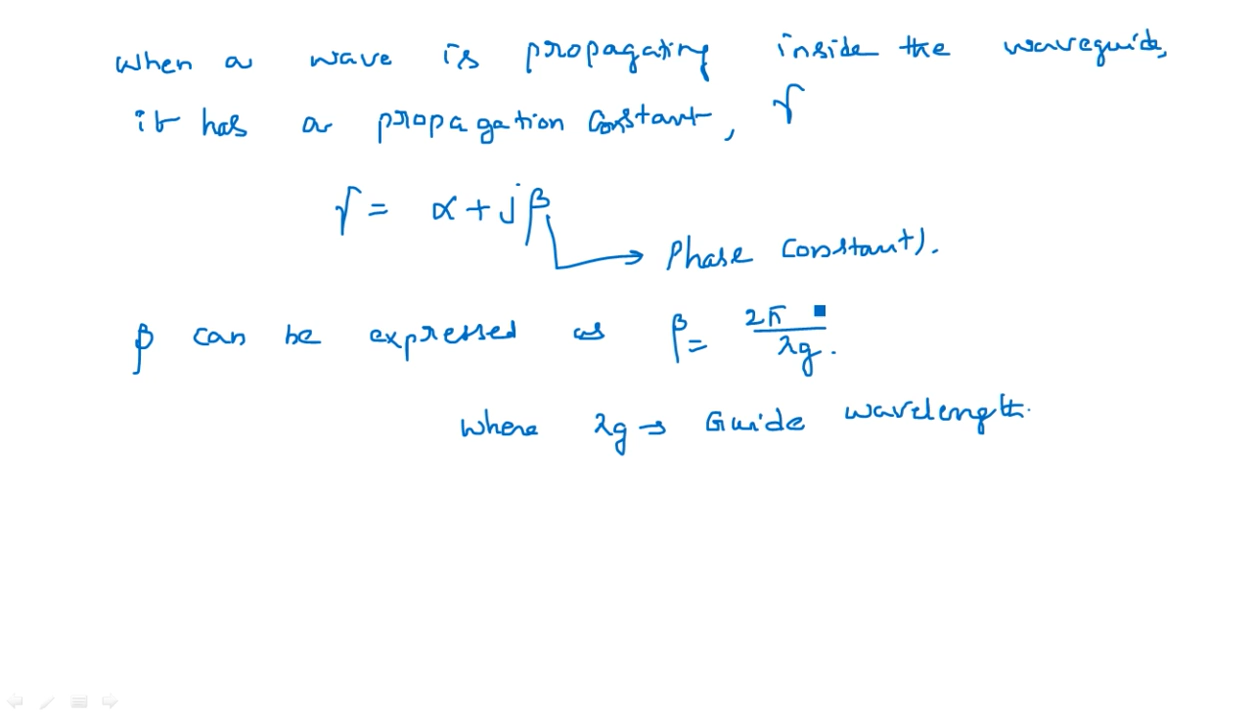 when a wave is propagating inside the waveguide,
it has a propagation constant, γ
γ = α + jβ
→ Phase constant).
β can be expressed as β = 2π / λg.
where λg → Guide wavelength.